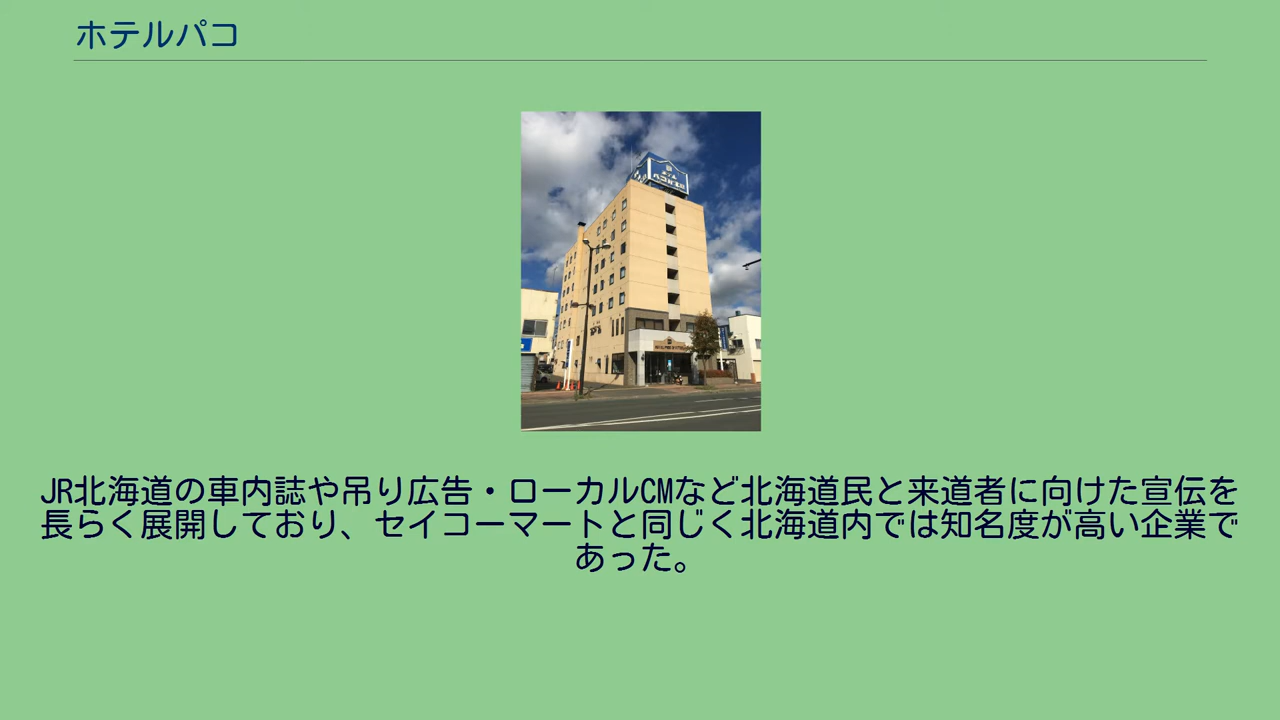 ホテルパコ
JR北海道の車内誌や吊り広告・ローカルCMなど北海道民と来道者に向けた宣伝を
長らく展開しており、セイコーマートと同じく北海道内では知名度が高い企業で
あった。